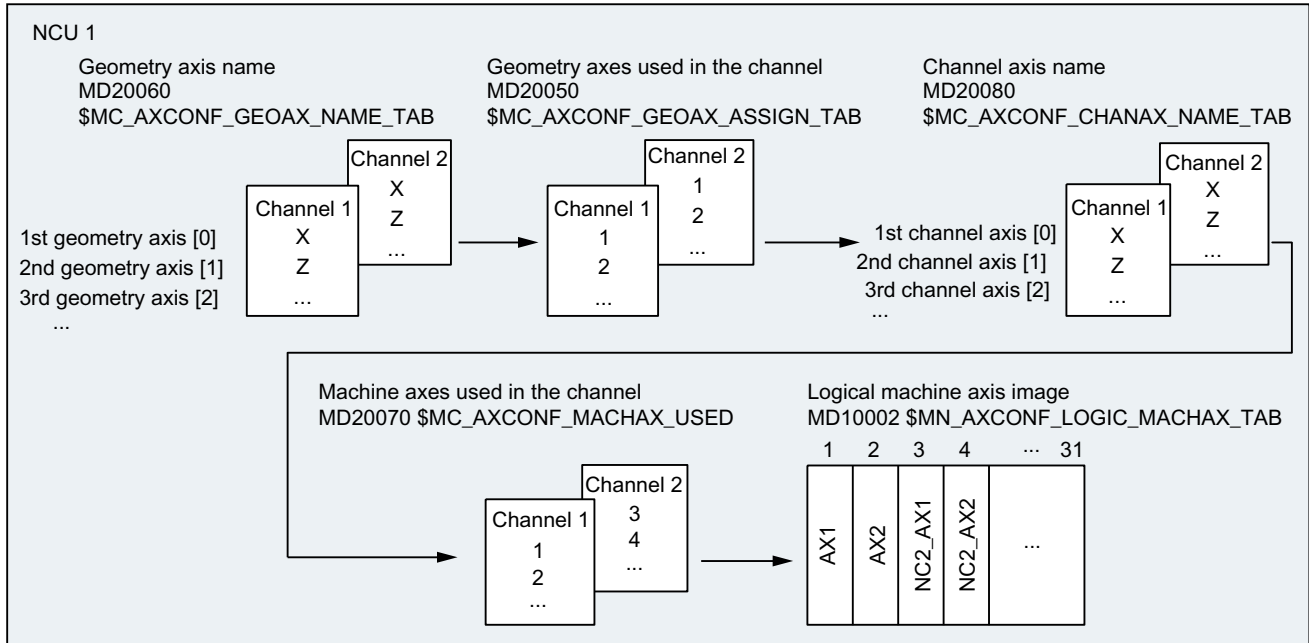 NCU 1
Geometry axis name
MD20060
$MC_AXCONF_GEOAX_NAME_TAB
Geometry axes used in the channel
MD20050
$MC_AXCONF_GEOAX_ASSIGN_TAB
Channel axis name
MD20080
$MC_AXCONF_CHANAX_NAME_TAB
1st geometry axis [0]
2nd geometry axis [1]
3rd geometry axis [2]
...
Channel 1
X
Z
...
Channel 2
X
Z
...
Channel 1
1
2
...
Channel 2
1
2
...
1st channel axis [0]
2nd channel axis [1]
3rd channel axis [2]
...
Channel 1
X
Z
...
Channel 2
X
Z
...
Machine axes used in the channel
MD20070 $MC_AXCONF_MACHAX_USED
Channel 1
1
2
...
Channel 2
3
4
...
Logical machine axis image
MD10002 $MN_AXCONF_LOGIC_MACHAX_TAB
1 2 3 4 ... 31
AX1
AX2
NC2_AX1
NC2_AX2
...